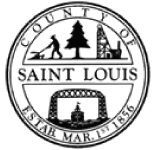 COUNTY OF
SAINT LOUIS
ESTAB. MAR. 1ST 1856